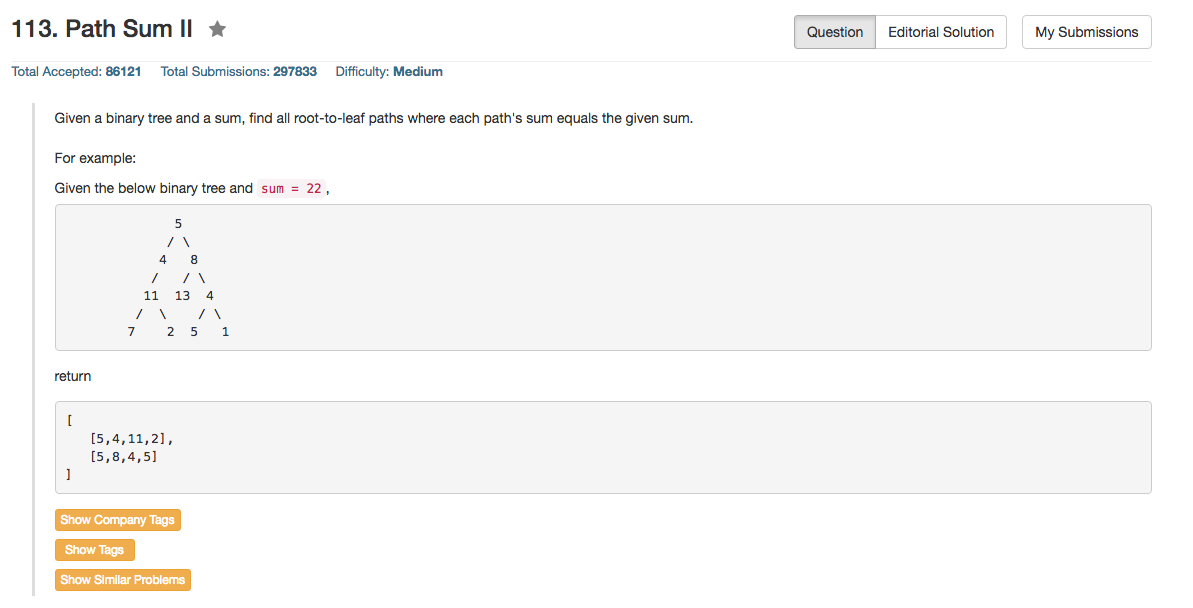 113. Path Sum II
Question Editorial Solution My Submissions
Total Accepted: 86121 Total Submissions: 297833 Difficulty: Medium
Given a binary tree and a sum, find all root-to-leaf paths where each path's sum equals the given sum.
For example:
Given the below binary tree and sum = 22 ,
5
/ \
4 8
/ / \
11 13 4
/ \ / \
7 2 5 1
return
[
[5,4,11,2],
[5,8,4,5]
]
Show Company Tags
Show Tags
Show Similar Problems